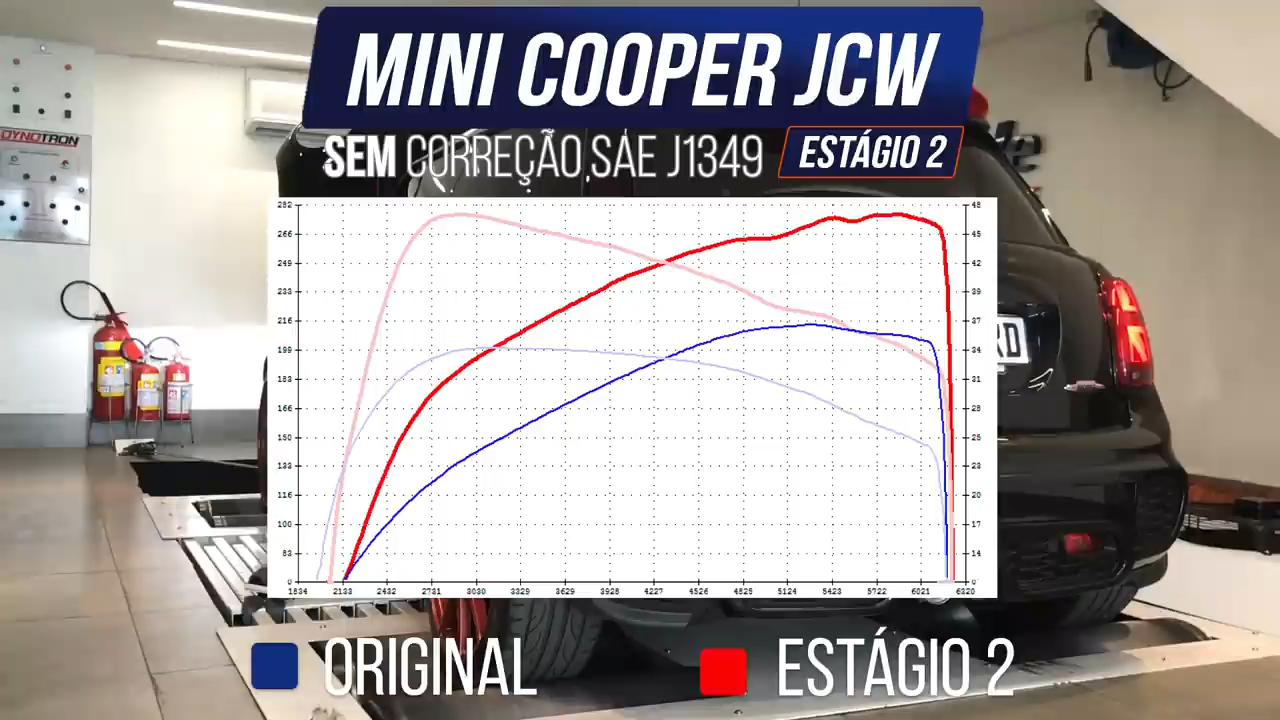 MINI COOPER JCW
SEM CORREÇÃO SAE J1349
ESTÁGIO 2
DYNOTRON
282 48
266 45
249 42
233 39
216 37
199 34
183 31
166 28
150 25
133 23
116 20
100 17
83 14
0 0
1834 2133 2432 2731 3030 3329 3629 3928 4227 4526 4825 5124 5423 5722 6021 6320
RD
ORIGINAL
ESTÁGIO 2